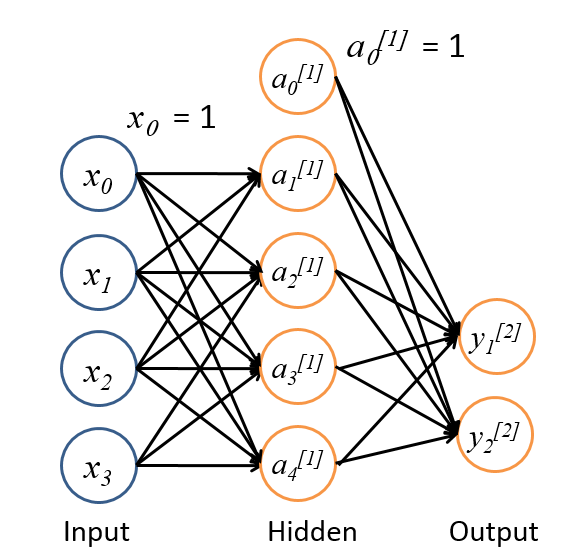 a₀[1] a₀[1] = 1
x₀ = 1
x₀ a₁[1]
x₁ a₂[1]
y₁[2]
x₂ a₃[1]
y₂[2]
x₃ a₄[1]
Input Hidden Output